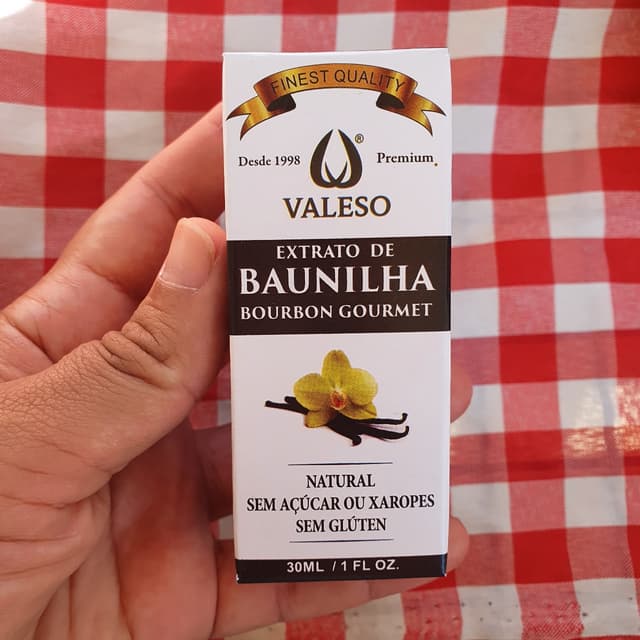 FINEST QUALITY
Desde 1998
®
Premium.
VALESO
EXTRATO DE
BAUNILHA
BOURBON GOURMET
NATURAL
SEM AÇÚCAR OU XAROPES
SEM GLÚTEN
30ML / 1 FL OZ.